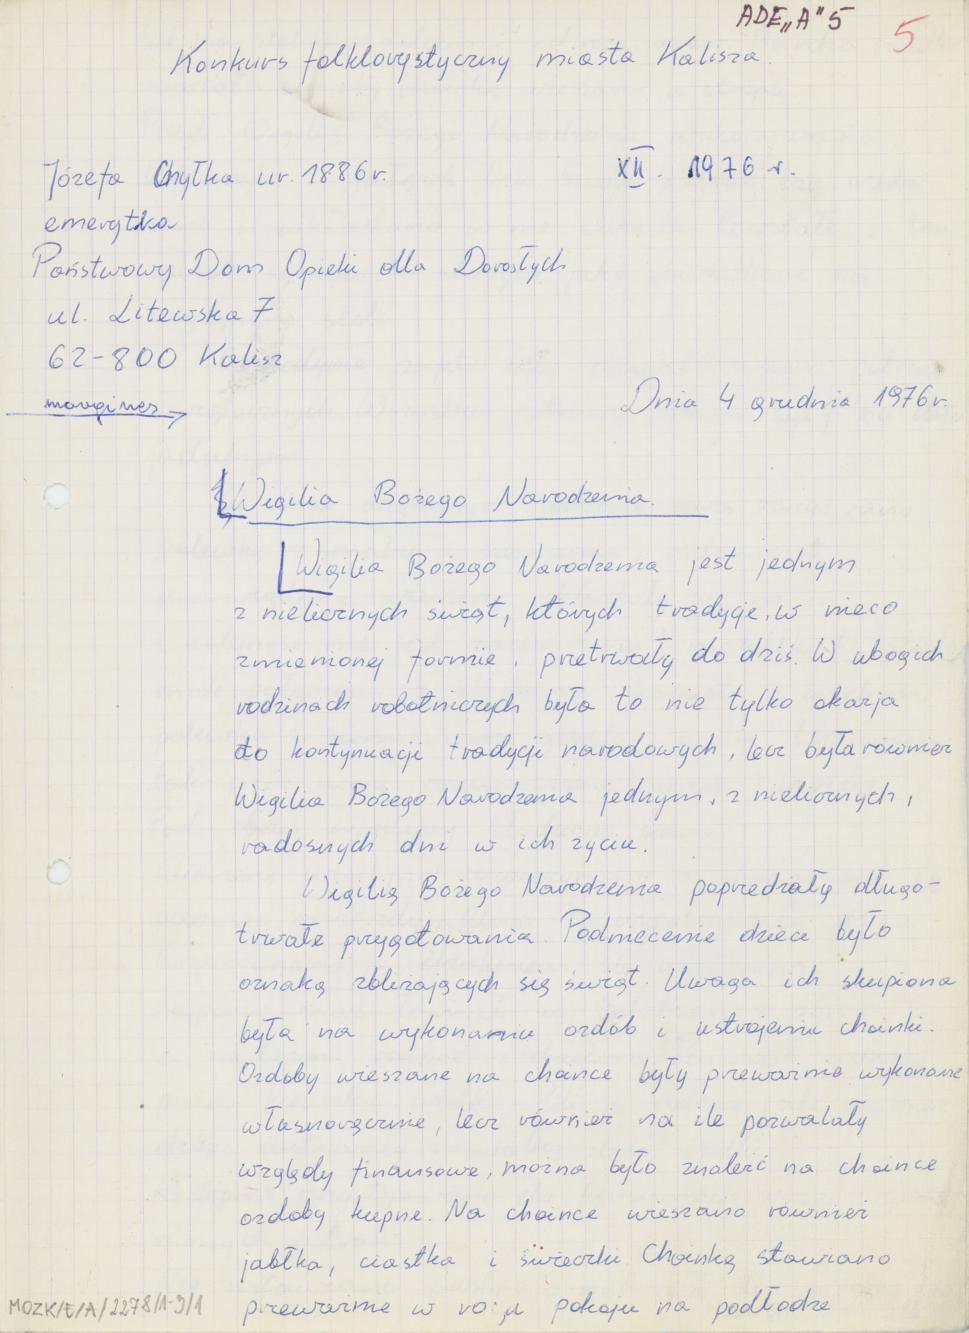 ADE„A"5
5
Konkurs folklorystyczny miasta Kalisza.
Józefa Chyłka ur. 1886 r.
XII. 1976 r.
emerytka
Państwowy Dom Opieki dla Dorosłych
ul. Litewska 7
62-800 Kalisz
margines
Dnia 4 grudnia 1976 r.
Wigilia Bożego Narodzenia.
Wigilia Bożego Narodzenia jest jednym
z nielicznych świąt, których tradycje, w nieco
zmienionej formie, przetrwały do dziś. W ubogich
rodzinach robotniczych była to nie tylko okazja
do kontynuacji tradycji narodowych, lecz była również
Wigilia Bożego Narodzenia jednym, z nielicznych,
radosnych dni w ich życiu.
Wigilię Bożego Narodzenia poprzedzały długo-
trwałe przygotowania. Podniecenie dzieci było
oznaką zbliżających się świąt. Uwaga ich skupiona
była na wykonaniu ozdób i ustrojeniu choinki.
Ozdoby wieszane na choince były przeważnie wykonane
własnoręcznie, lecz również na ile pozwalały
względy finansowe, można było znaleźć na choince
ozdoby kupne. Na choince wieszano również
jabłka, ciastka i świeczki. Choinkę stawiano
przeważnie w rogu pokoju na podłodze
MOZK/E/A/2278/1-9/1